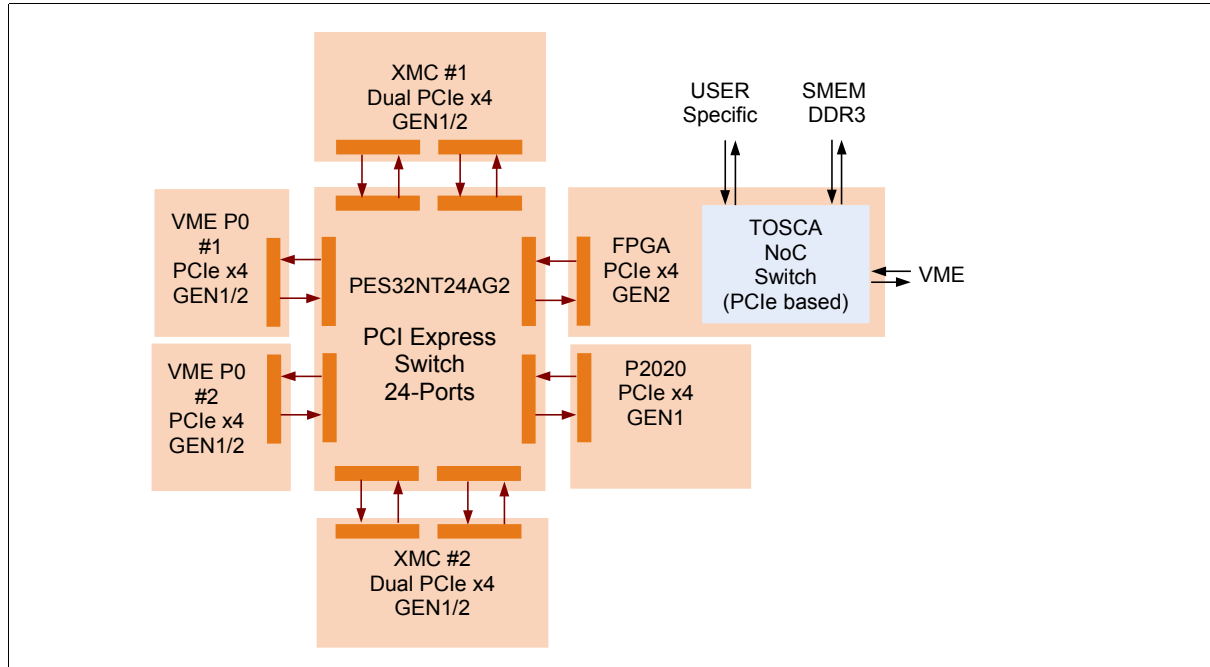 XMC #1
Dual PCIe x4
GEN1/2
USER
Specific
SMEM
DDR3
VME P0
#1
PCIe x4
GEN1/2
PES32NT24AG2
PCI Express
Switch
24-Ports
FPGA
PCIe x4
GEN2
TOSCA
NoC
Switch
(PCIe based)
VME
VME P0
#2
PCIe x4
GEN1/2
P2020
PCIe x4
GEN1
XMC #2
Dual PCIe x4
GEN1/2